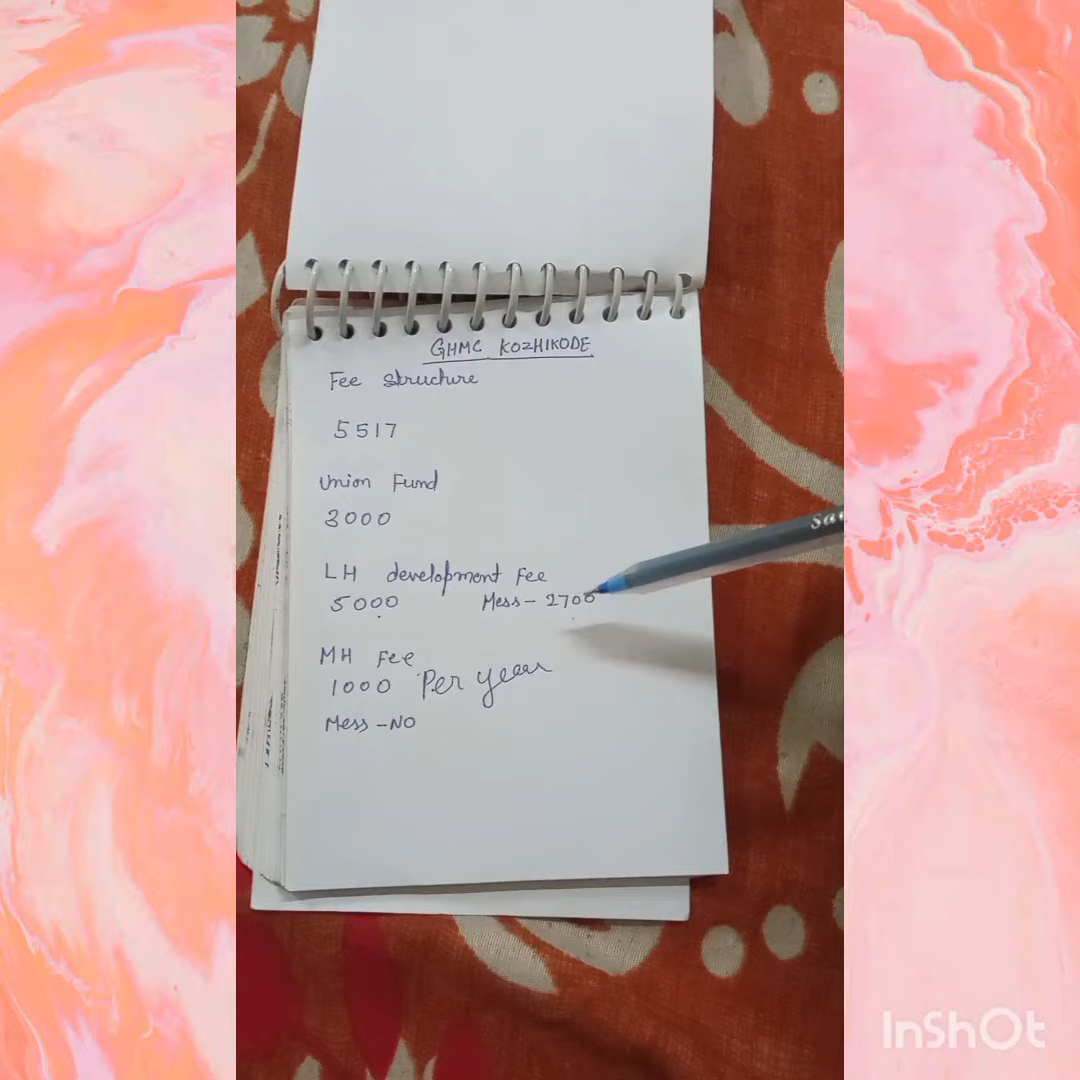 GHMC KOZHIKODE
Fee structure
5517
Union Fund
3000
LH development Fee
5000 Mess - 2700
MH Fee
1000 Per year
Mess - NO
InShOt